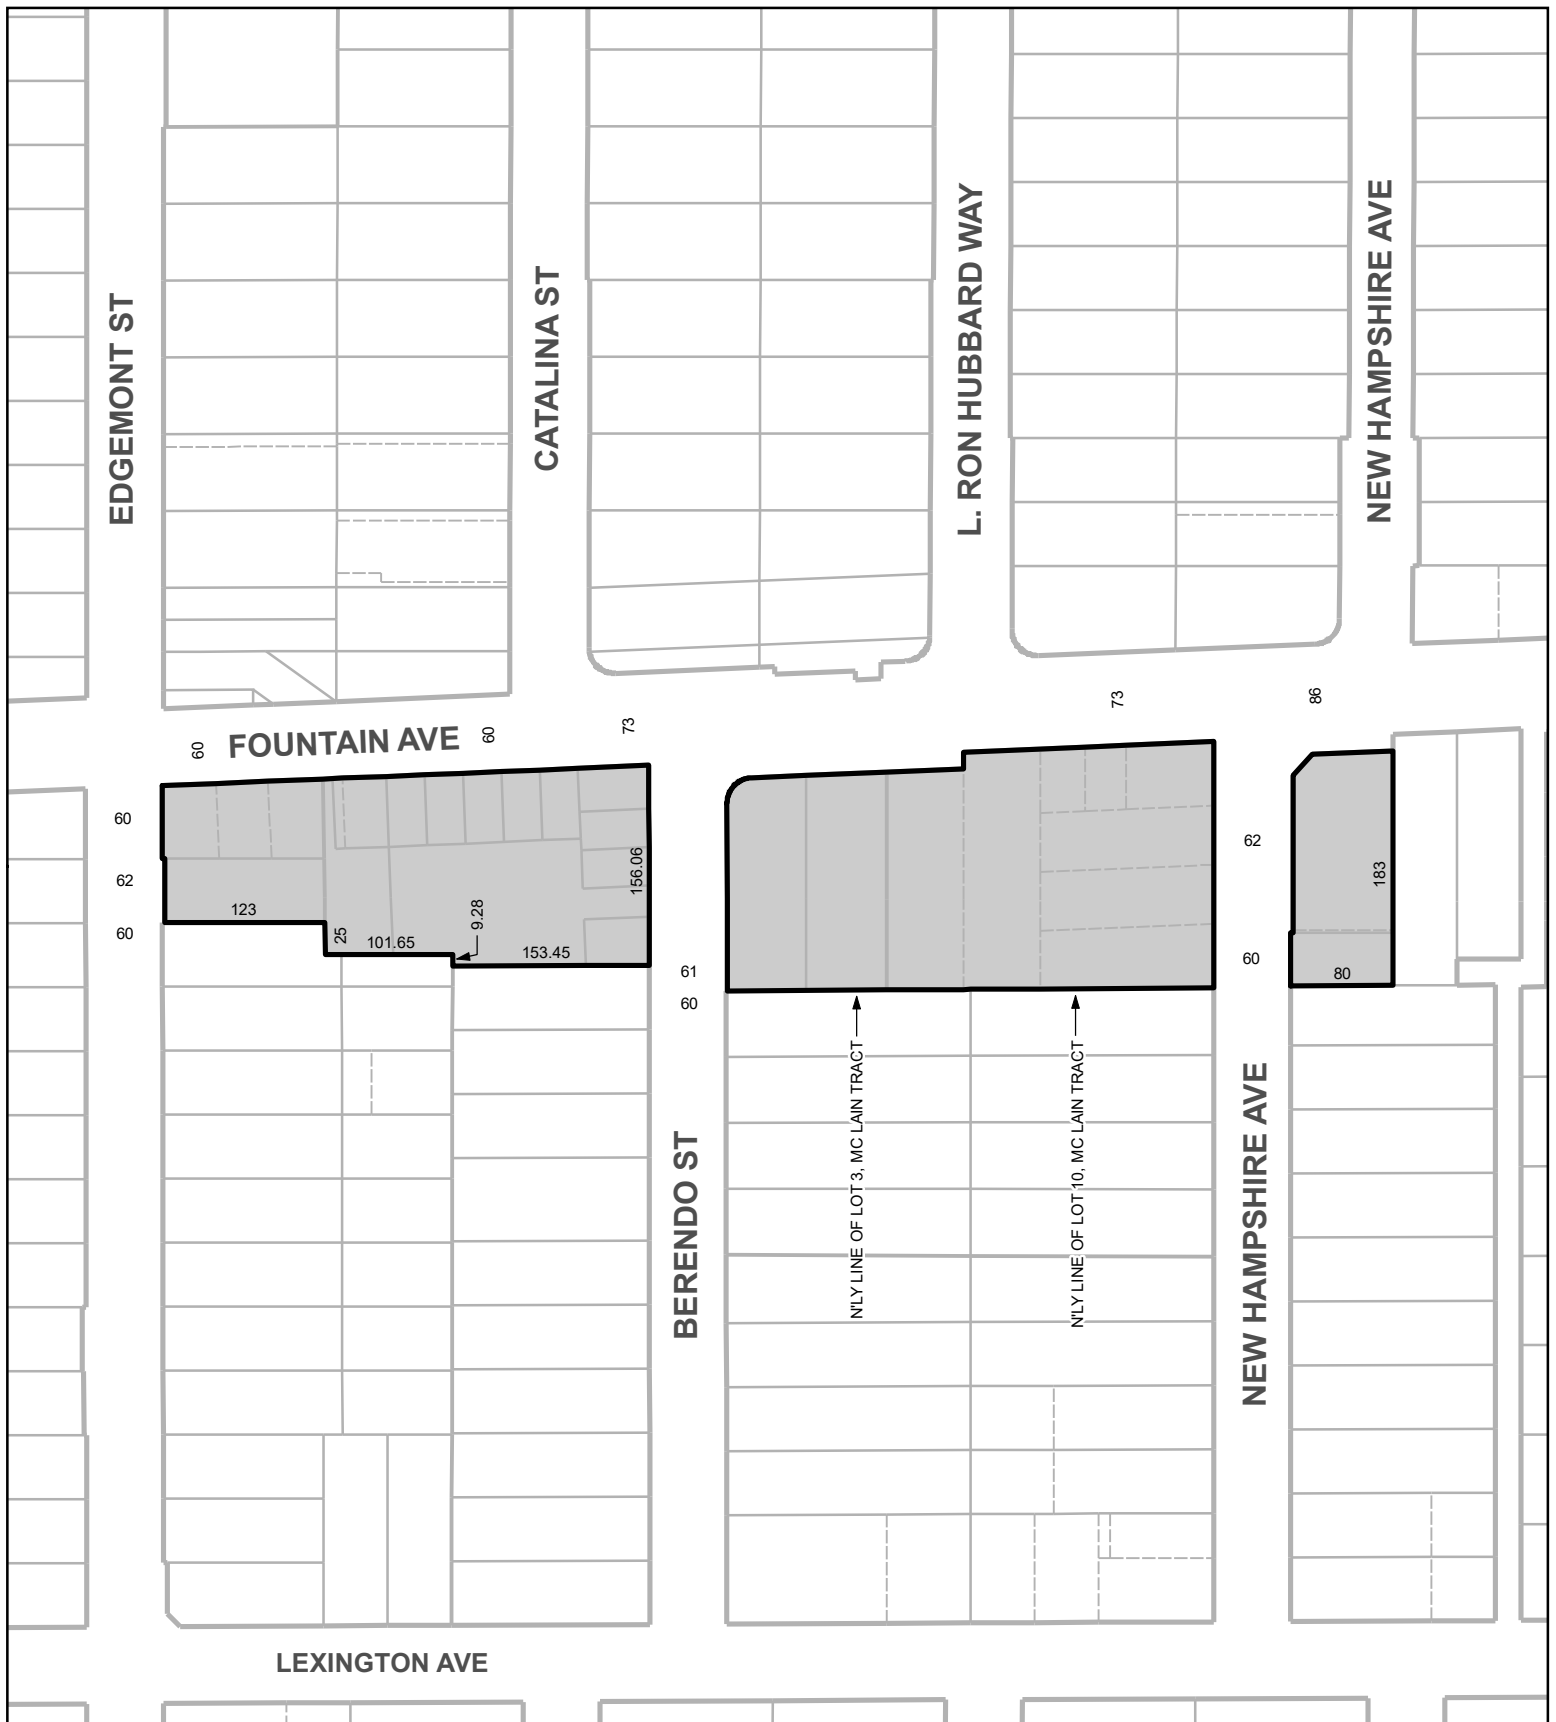 EDGEMONT ST
CATALINA ST
L. RON HUBBARD WAY
NEW HAMPSHIRE AVE
86
73
73
60
60
FOUNTAIN AVE
60
62
60
123
25
101.65
9.28
153.45
156.06
61
60
62
183
60
80
N'LY LINE OF LOT 3, MC LAIN TRACT
N'LY LINE OF LOT 10, MC LAIN TRACT
BERENDO ST
NEW HAMPSHIRE AVE
LEXINGTON AVE